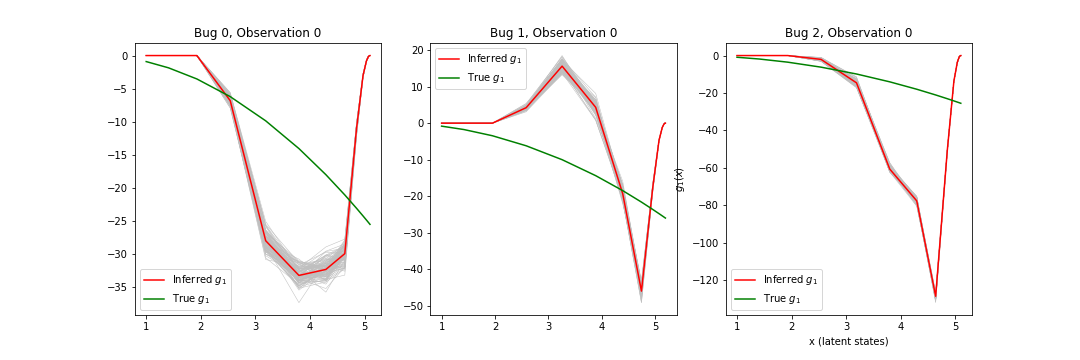 Bug 0, Observation 0
0
−5
−10
−15
−20
−25
−30
−35
1 2 3 4 5
Inferred g₁
True g₁
Bug 1, Observation 0
20
10
0
−10
−20
−30
−40
−50
1 2 3 4 5
Inferred g₁
True g₁
Bug 2, Observation 0
g₁(x)
0
−20
−40
−60
−80
−100
−120
1 2 3 4 5
x (latent states)
Inferred g₁
True g₁